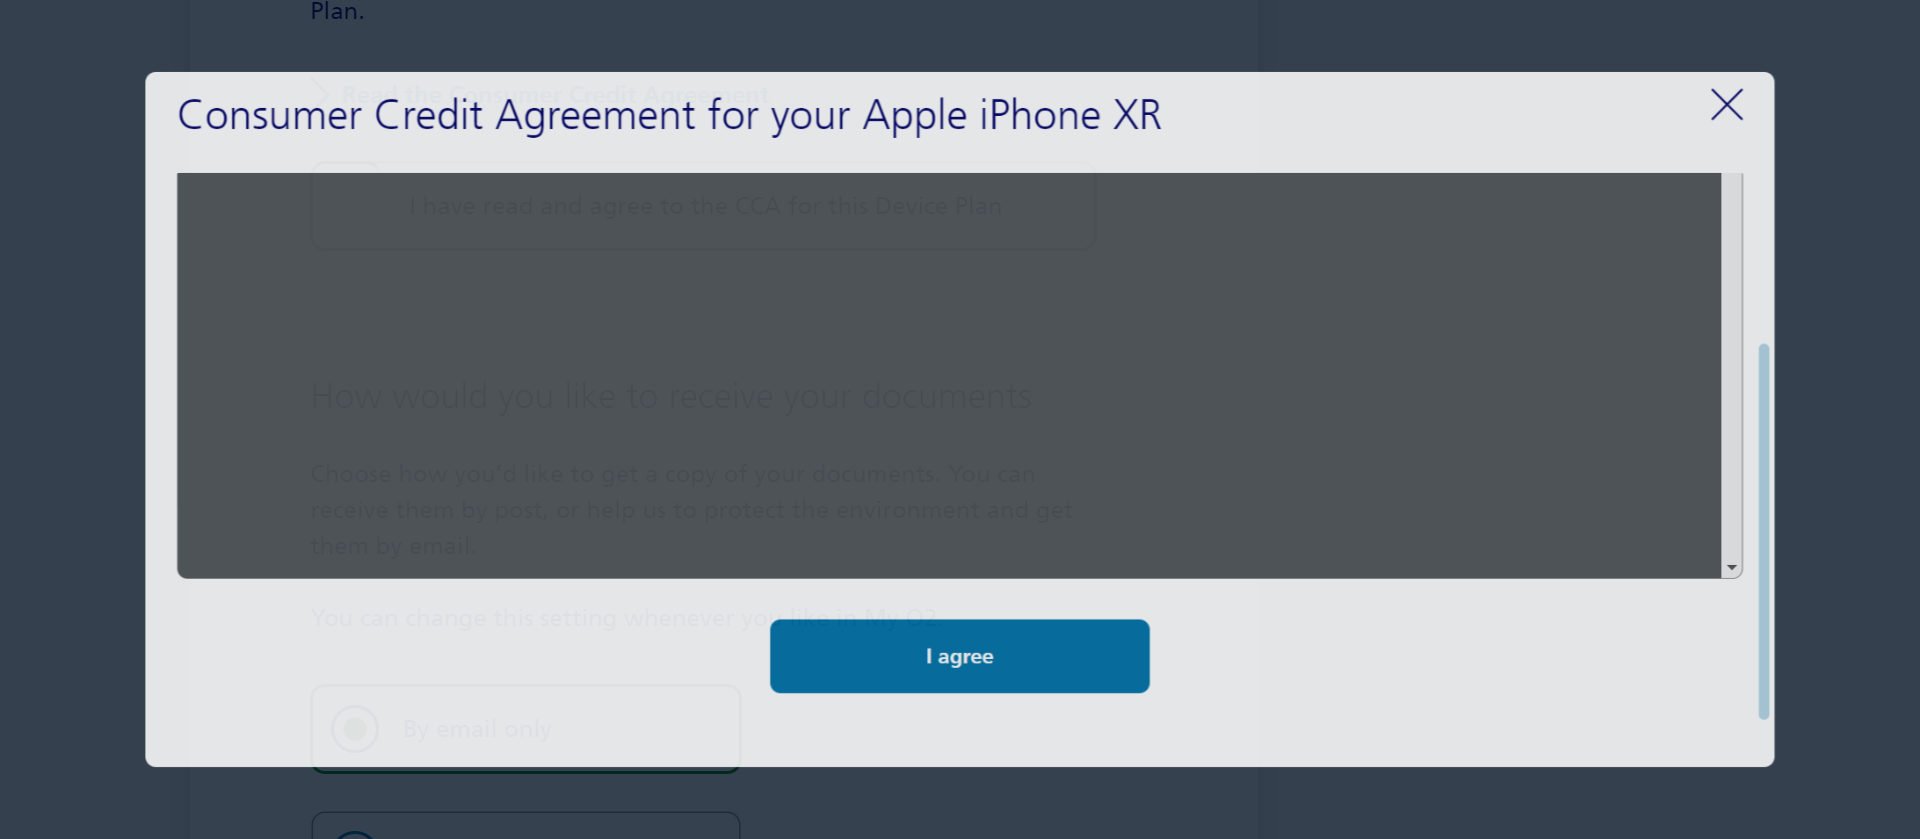 Plan.
Read the Consumer Credit Agreement
Consumer Credit Agreement for your Apple iPhone XR
I have read and agree to the CCA for this Device Plan
How would you like to receive your documents
Choose how you'd like to get a copy of your documents. You can
receive them by post, or help us to protect the environment and get
them by email.
You can change this setting whenever you like in My O2.
I agree
By email only